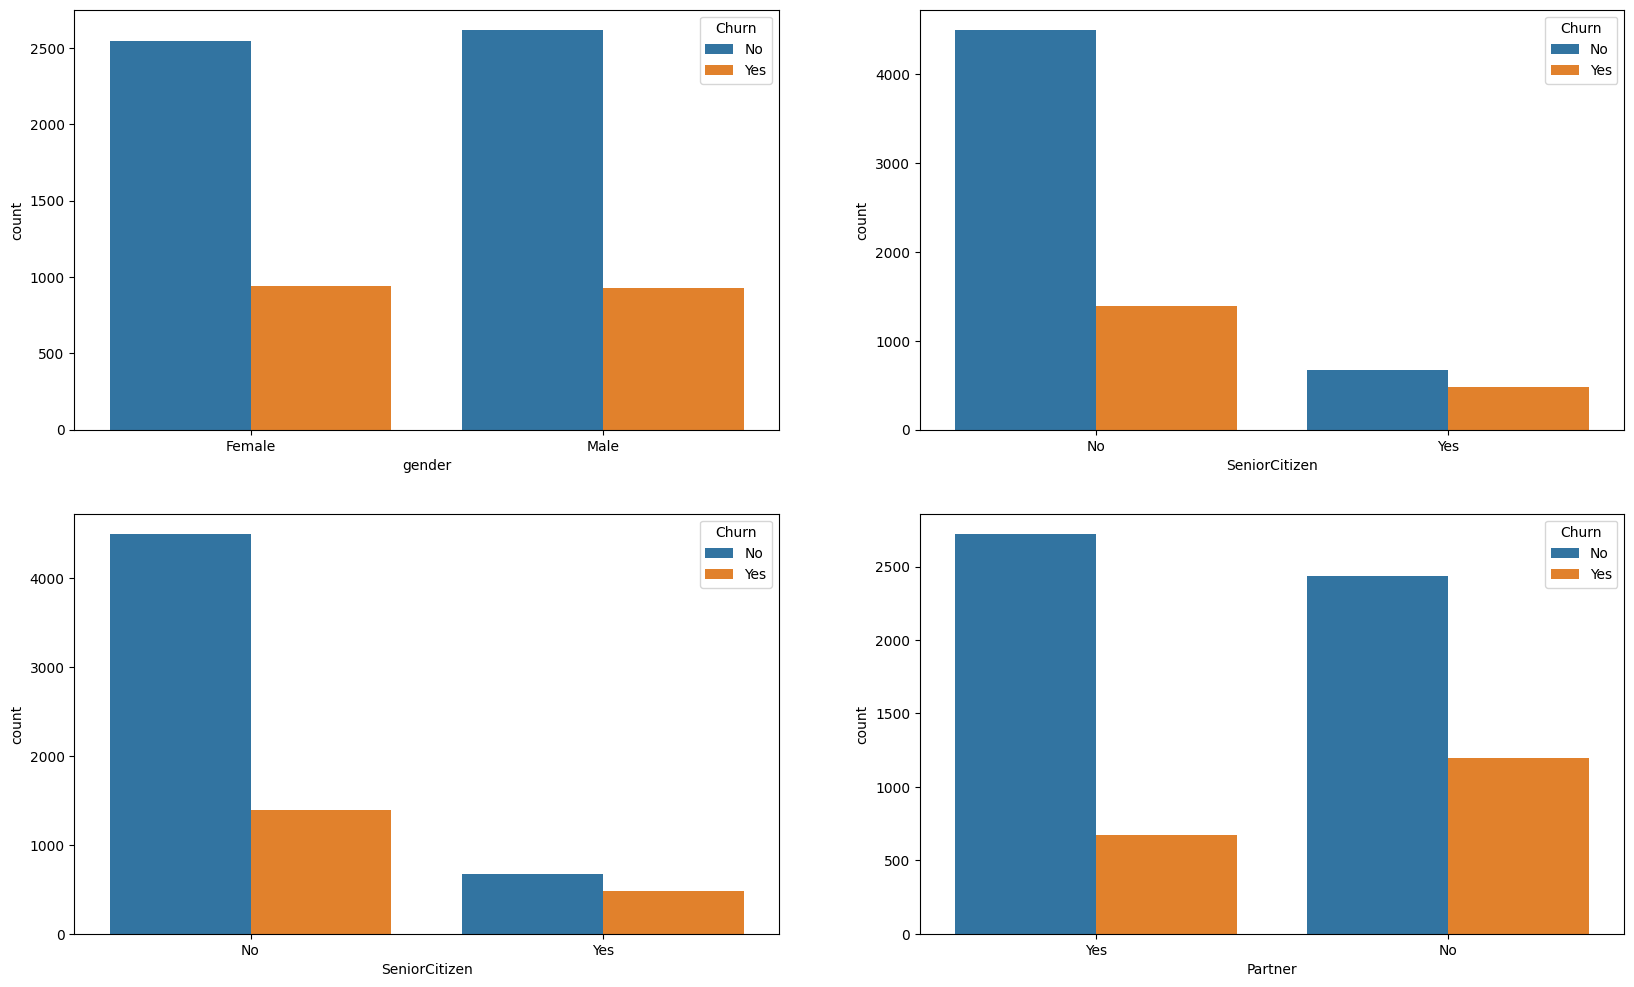 Churn
No
Yes
2500
2000
1500
1000
500
0
count
Female
Male
gender
Churn
No
Yes
4000
3000
2000
1000
0
count
No
Yes
SeniorCitizen
Churn
No
Yes
4000
3000
2000
1000
0
count
No
Yes
SeniorCitizen
Churn
No
Yes
2500
2000
1500
1000
500
0
count
Yes
No
Partner